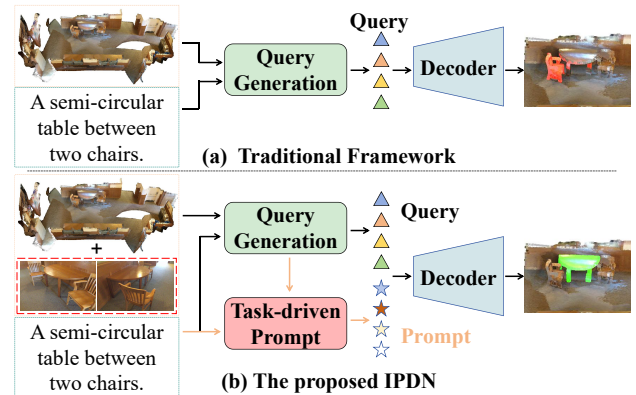 Query
Query
Generation
Decoder
A semi-circular
table between
two chairs.
(a) Traditional Framework
Query
Generation
Query
+
Decoder
Task-driven
Prompt
Prompt
A semi-circular
table between
two chairs.
(b) The proposed IPDN